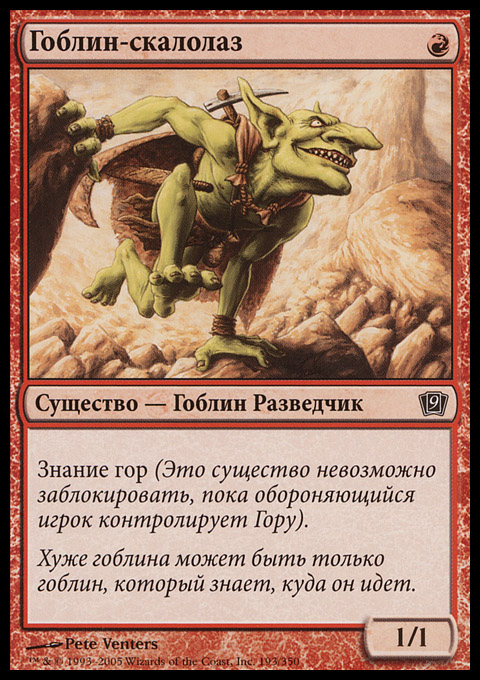 Гоблин-скалолаз
Существо — Гоблин Разведчик
9
Знание гор (Это существо невозможно
заблокировать, пока обороняющийся
игрок контролирует Гору).
Хуже гоблина может быть только
гоблин, который знает, куда он идет.
Pete Venters
1/1
™ & © 1993-2005 Wizards of the Coast, Inc. 193/350